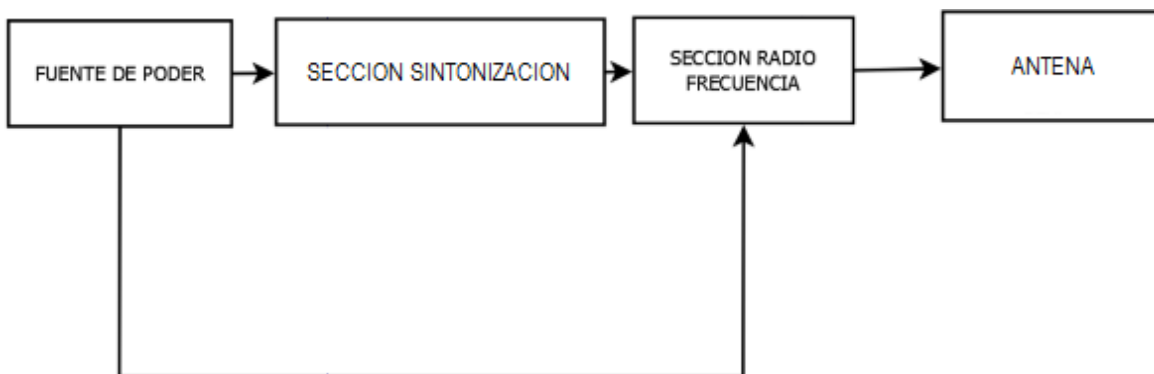 FUENTE DE PODER
SECCION SINTONIZACION
SECCION RADIO
FRECUENCIA
ANTENA